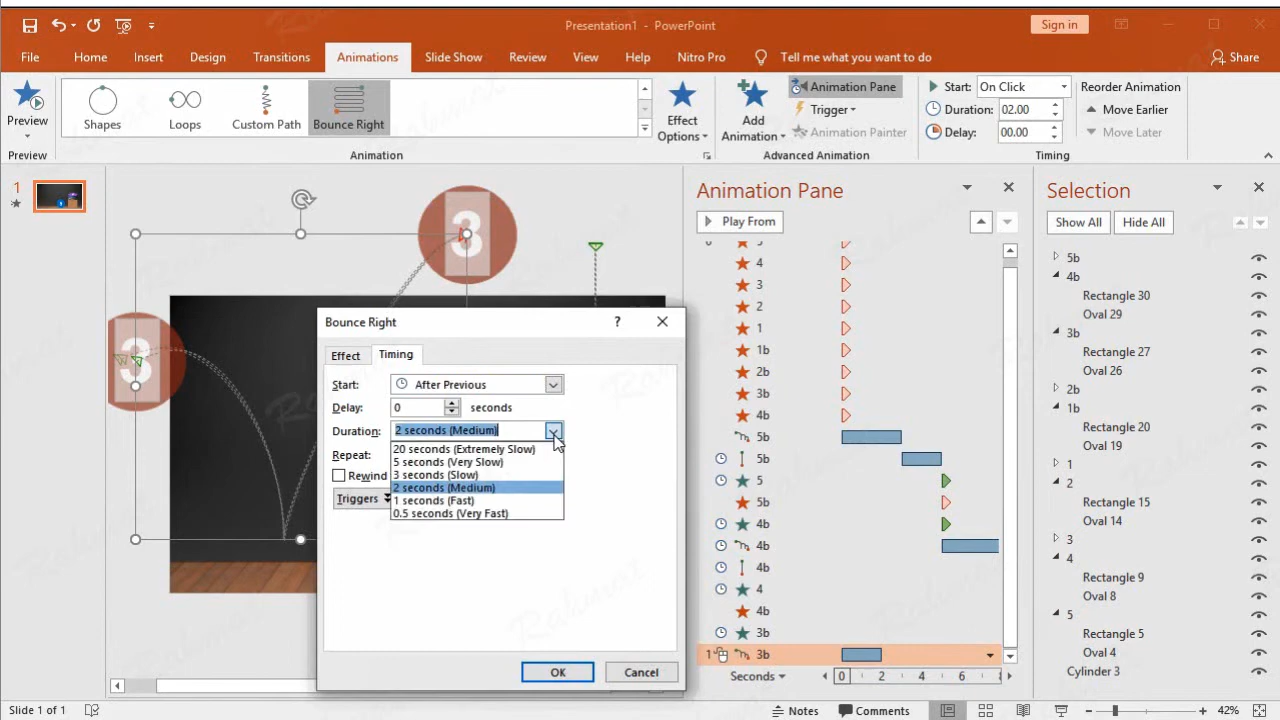 Presentation1 - PowerPoint
Sign in
File Home Insert Design Transitions Animations Slide Show Review View Help Nitro Pro Tell me what you want to do Share
Preview
Shapes Loops Custom Path Bounce Right
Effect Options
Add Animation
Animation Pane
Trigger
Animation Painter
Start: On Click
Duration: 02.00
Delay: 00.00
Reorder Animation
Move Earlier
Move Later
Preview Animation Advanced Animation Timing
1
3
3
Animation Pane
Play From
4
3
2
1
1b
2b
3b
4b
5b
5b
5
5b
4b
4b
4b
4
4b
3b
1 3b
Seconds 0 2 4 6
Selection
Show All Hide All
5b
4b
Rectangle 30
Oval 29
3b
Rectangle 27
Oval 26
2b
1b
Rectangle 20
Oval 19
1
2
Rectangle 15
Oval 14
3
4
Rectangle 9
Oval 8
5
Rectangle 5
Oval 4
Cylinder 3
Bounce Right
?
Effect Timing
Start: After Previous
Delay: 0 seconds
Duration: 2 seconds (Medium)
20 seconds (Extremely Slow)
Repeat:
5 seconds (Very Slow)
3 seconds (Slow)
Rewind
2 seconds (Medium)
Triggers
1 seconds (Fast)
0.5 seconds (Very Fast)
OK Cancel
Slide 1 of 1
Notes Comments 42%
Rahmat